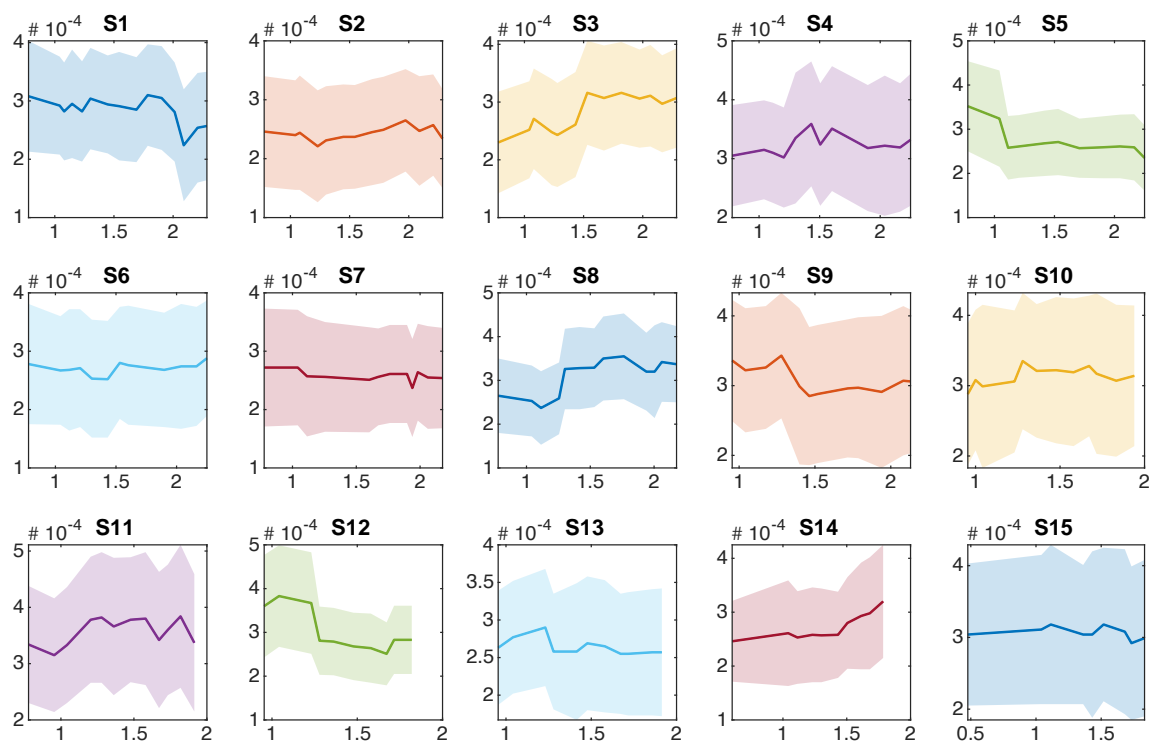 # 10-4 S1
# 10-4 S2
# 10-4 S3
# 10-4 S4
# 10-4 S5
4 3 2 1
1 1.5 2
4 3 2 1
1 1.5 2
4 3 2 1
1 1.5 2
5 4 3 2
1 1.5 2
5 4 3 2 1
1 1.5 2
# 10-4 S6
# 10-4 S7
# 10-4 S8
# 10-4 S9
# 10-4 S10
4 3 2 1
1 1.5 2
4 3 2 1
1 1.5 2
5 4 3 2 1
1 1.5 2
4 3 2
1 1.5 2
4 3 2
1 1.5 2
# 10-4 S11
# 10-4 S12
# 10-4 S13
# 10-4 S14
# 10-4 S15
5 4 3 2
1 1.5 2
5 4 3 2 1
1 1.5 2
4 3.5 3 2.5 2
1 1.5 2
4 3 2 1
1 1.5 2
4 3 2
0.5 1 1.5